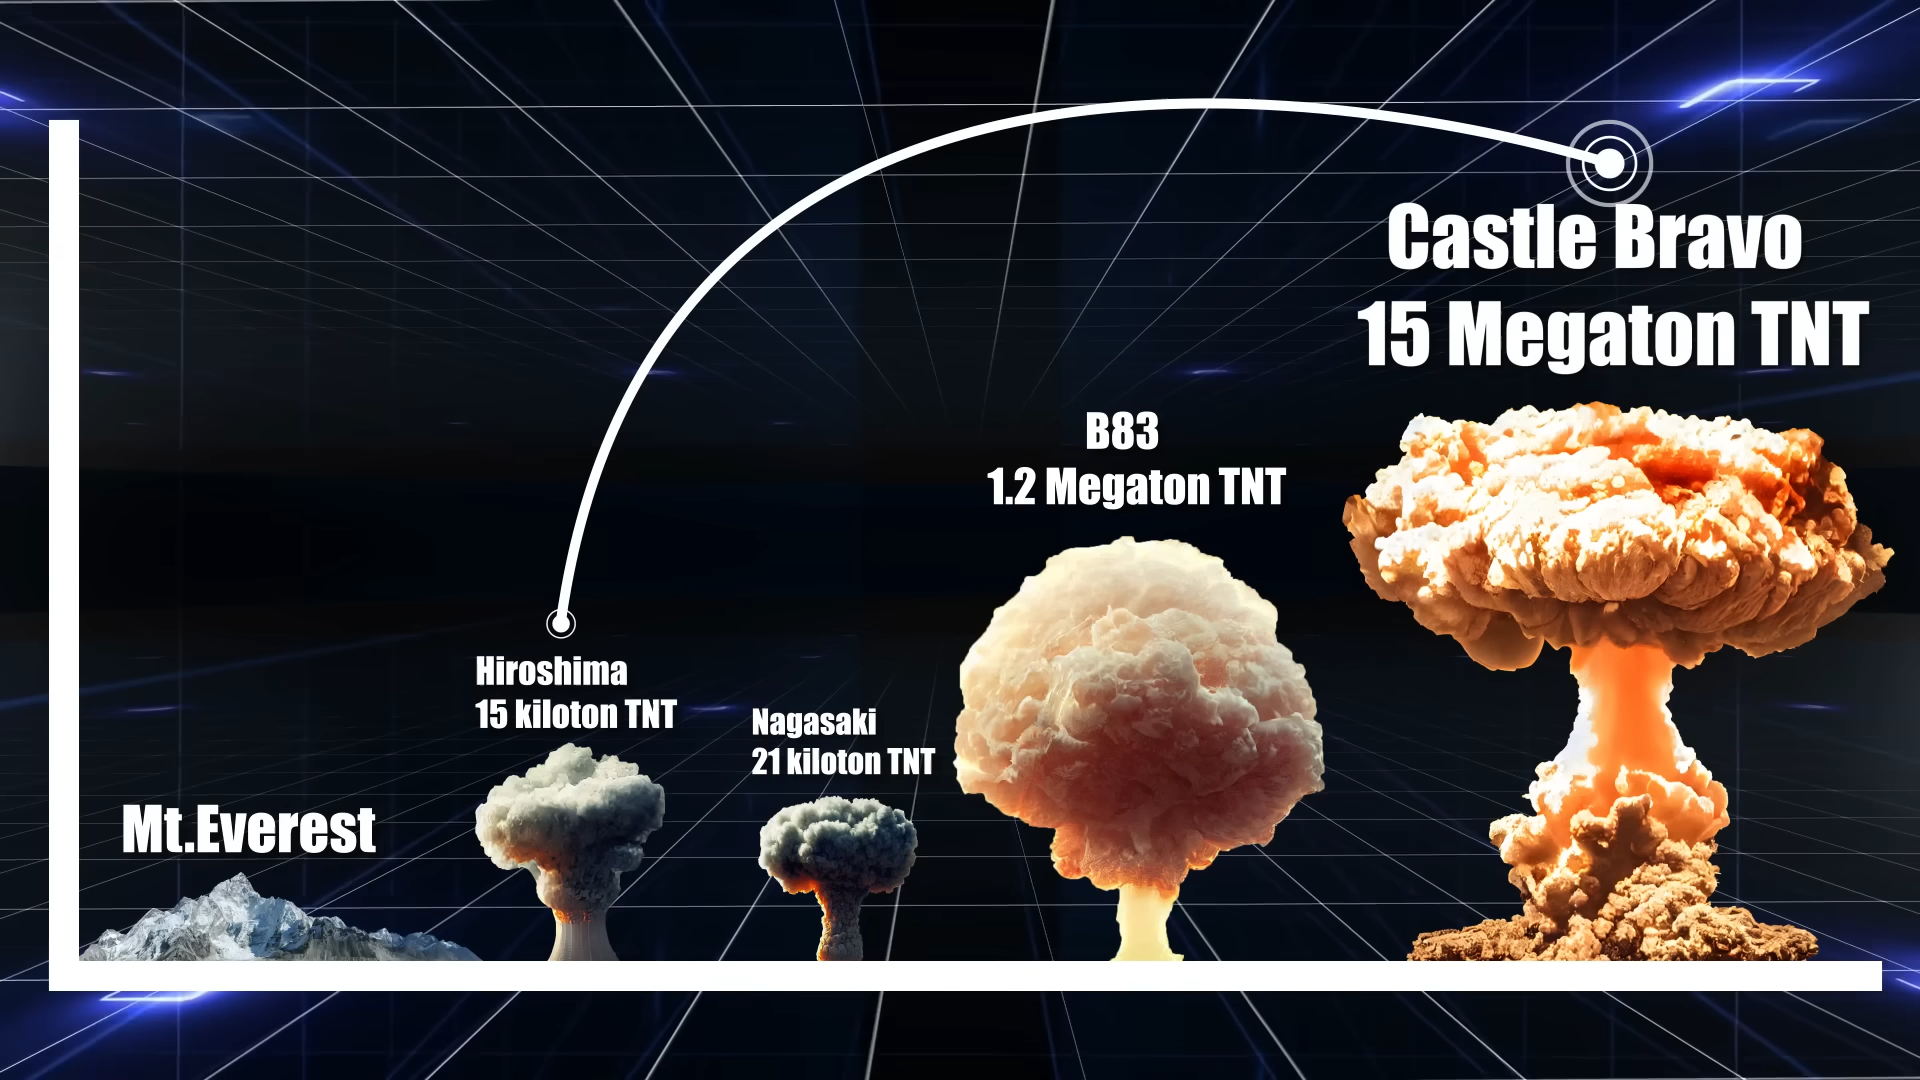 Mt.Everest
Hiroshima
15 kiloton TNT
Nagasaki
21 kiloton TNT
B83
1.2 Megaton TNT
Castle Bravo
15 Megaton TNT